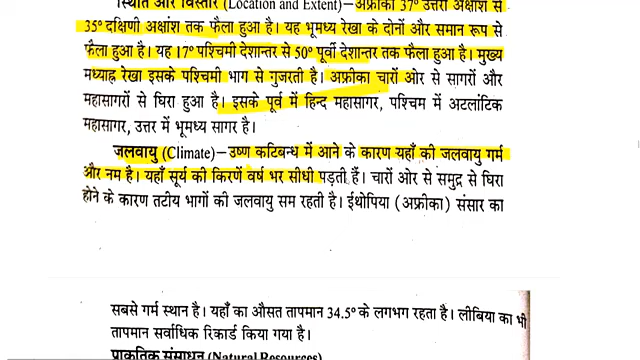 स्थिति और विस्तार (Location and Extent)– अफ्रीका 37° उत्तरी अक्षांश से
35° दक्षिणी अक्षांश तक फैला हुआ है। यह भूमध्य रेखा के दोनों ओर समान रूप से
फैला हुआ है। यह 17° पश्चिमी देशान्तर से 50° पूर्वी देशान्तर तक फैला हुआ है। मुख्य
मध्याह्न रेखा इसके पश्चिमी भाग से गुजरती है। अफ्रीका चारों ओर से सागरों और
महासागरों से घिरा हुआ है। इसके पूर्व में हिन्द महासागर, पश्चिम में अटलांटिक
महासागर, उत्तर में भूमध्य सागर है।
जलवायु (Climate) –उष्ण कटिबन्ध में आने के कारण यहाँ की जलवायु गर्म
और नम है। यहाँ सूर्य की किरणें वर्ष भर सीधी पड़ती हैं। चारों ओर से समुद्र से घिरा
होने के कारण तटीय भागों की जलवायु सम रहती है। ईथोपिया (अफ्रीका) संसार का
सबसे गर्म स्थान है। यहाँ का औसत तापमान 34.5° के लगभग रहता है। लीबिया का भी
तापमान सर्वाधिक रिकार्ड किया गया है।
प्राकृतिक संसाधन (Natural Resources)